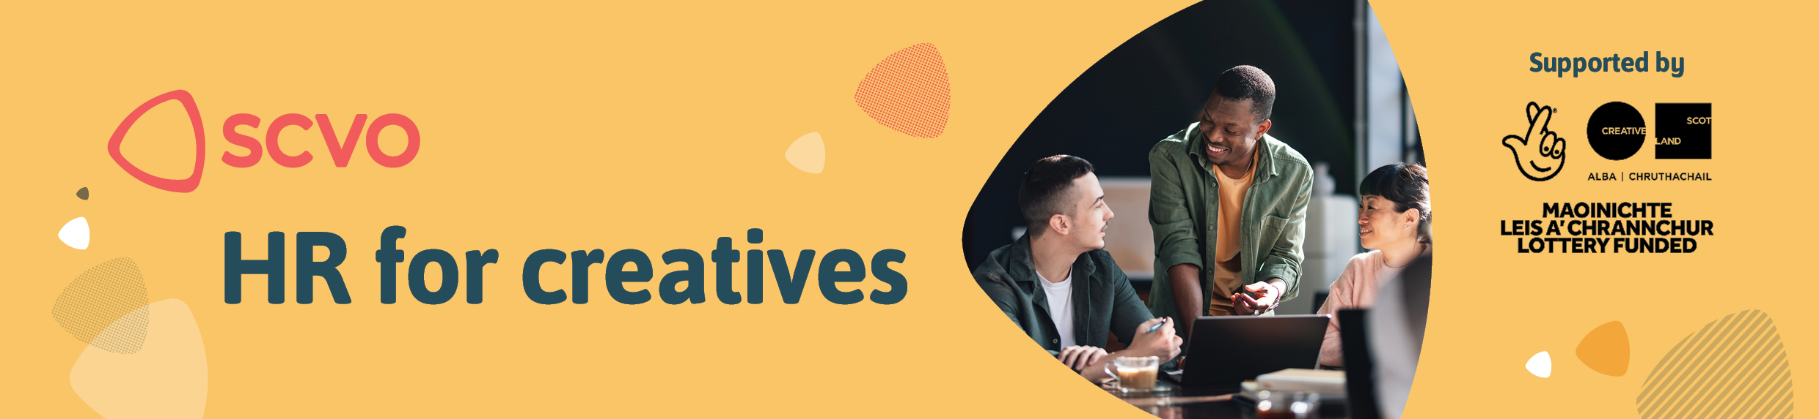 SCVO
HR for creatives
Supported by
CREATIVE
SCOT
LAND
ALBA | CHRUTHACHAIL
MAOINICHTE
LEIS A' CHRANNCHUR
LOTTERY FUNDED